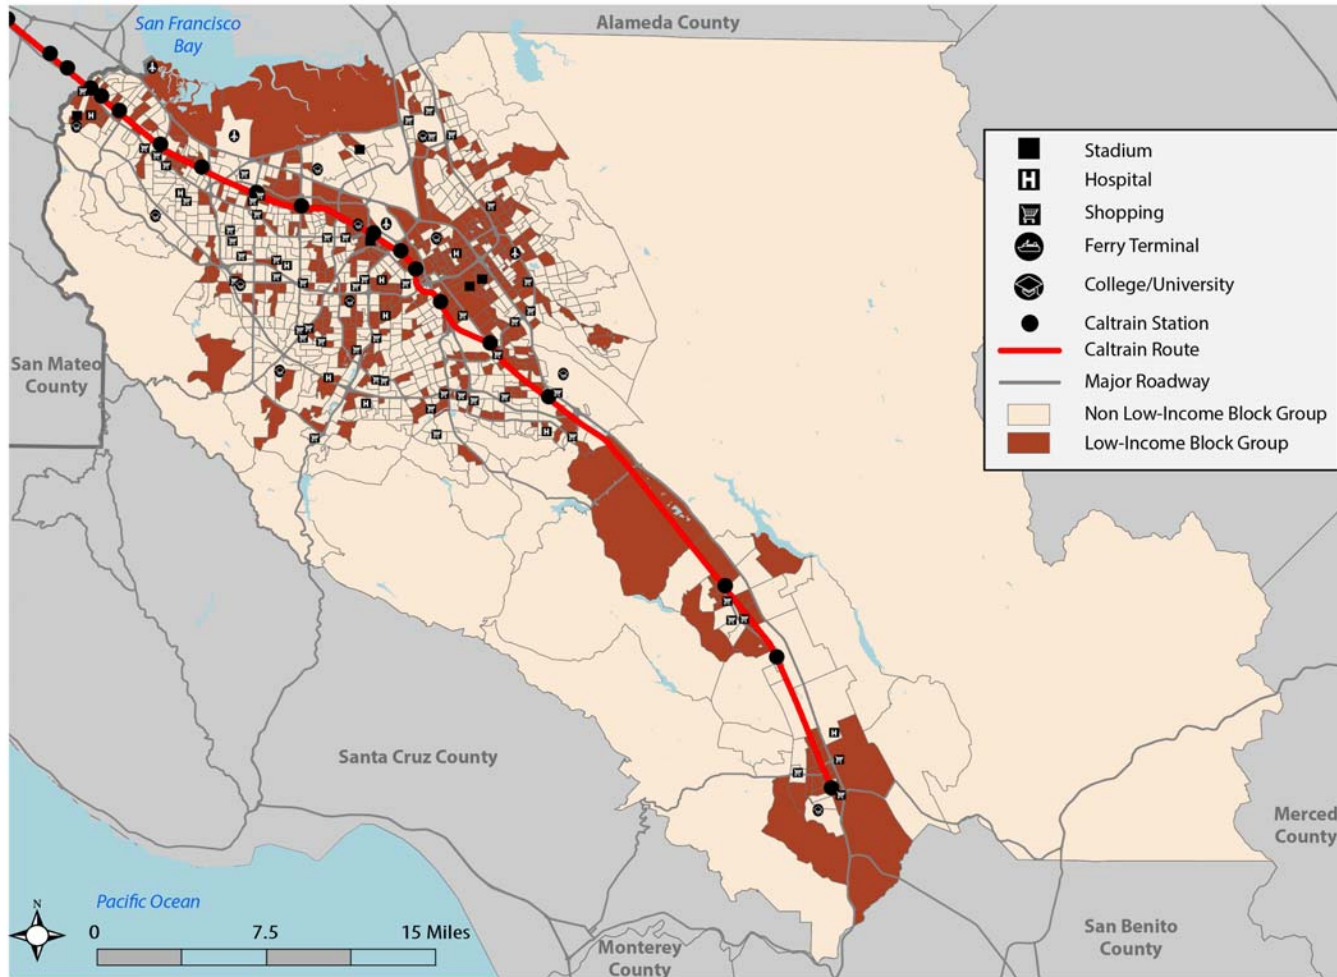 Alameda County
San Francisco
Bay
Stadium
H
Hospital
Shopping
Ferry Terminal
College/University
Caltrain Station
Caltrain Route
Major Roadway
Non Low-Income Block Group
Low-Income Block Group
San Mateo
County
Santa Cruz County
Merced
County
Pacific Ocean
N
0 7.5 15 Miles
Monterey
County
San Benito
County